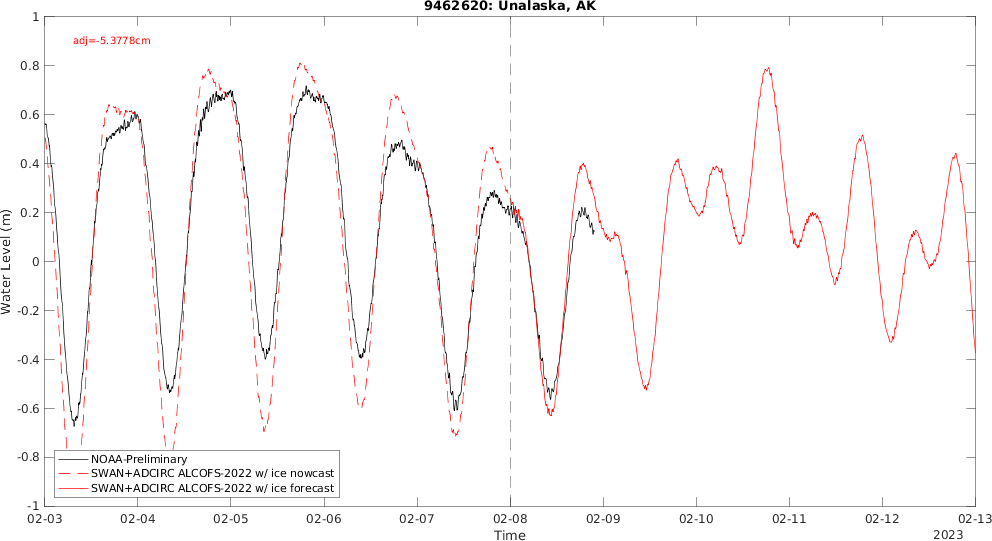 9462620: Unalaska, AK
adj=-5.3778cm
1
0.8
0.6
0.4
0.2
0
-0.2
-0.4
-0.6
-0.8
-1
Water Level (m)
NOAA-Preliminary
SWAN+ADCIRC ALCOFS-2022 w/ ice nowcast
SWAN+ADCIRC ALCOFS-2022 w/ ice forecast
02-03 02-04 02-05 02-06 02-07 02-08 02-09 02-10 02-11 02-12 02-13
Time
2023